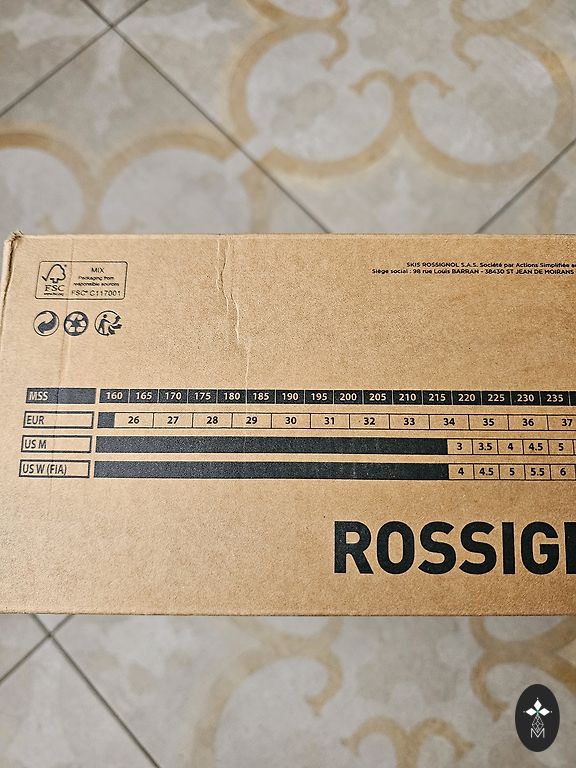 SKIS ROSSIGNOL S.A.S. Société par Actions Simplifiée
Siège social : 98 rue Louis BARRAN - 38430 ST JEAN DE MOIRANS
MIX
Packaging from
responsible sources
FSC® C117001
FSC
www.fsc.org
MSS 160 165 170 175 180 185 190 195 200 205 210 215 220 225 230 235
EUR 26 27 28 29 30 31 32 33 34 35 36 37
US M 3 3.5 4 4.5 5
US W (FIA) 4 4.5 5 5.5 6
ROSSIG
M